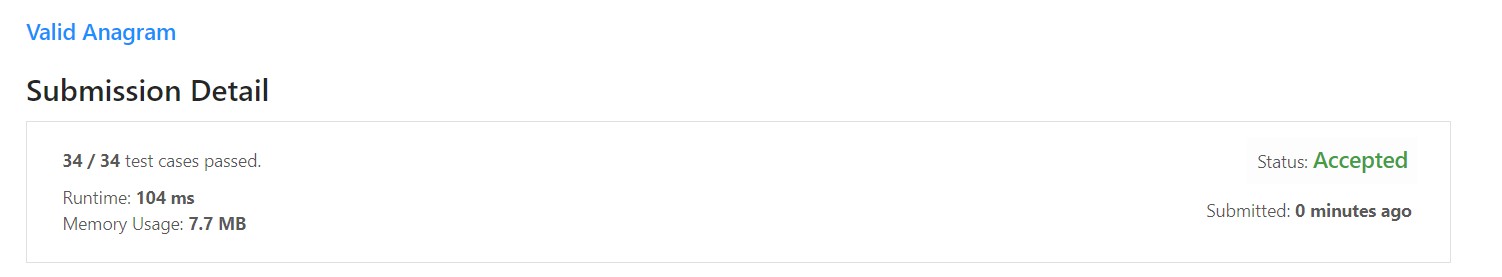 Valid Anagram
Submission Detail
34 / 34 test cases passed.
Status: Accepted
Runtime: 104 ms
Memory Usage: 7.7 MB
Submitted: 0 minutes ago